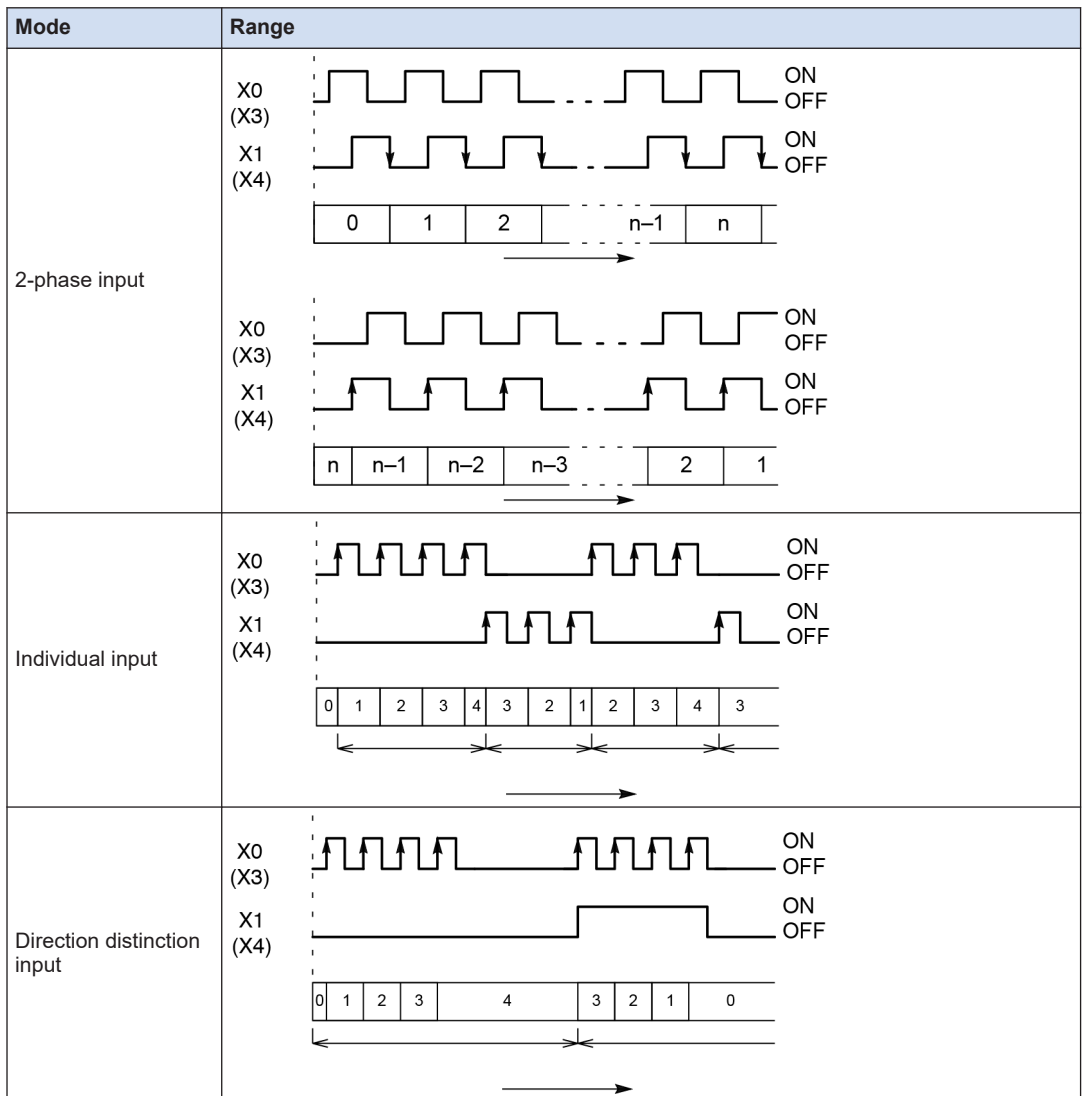 Mode Range
2-phase input
X0
(X3)
ON
OFF
X1
(X4)
ON
OFF
0 1 2 n–1 n
X0
(X3)
ON
OFF
X1
(X4)
ON
OFF
n n–1 n–2 n–3 2 1
Individual input
X0
(X3)
ON
OFF
X1
(X4)
ON
OFF
0 1 2 3 4 3 2 1 2 3 4 3
Direction distinction
input
X0
(X3)
ON
OFF
X1
(X4)
ON
OFF
0 1 2 3 4 3 2 1 0